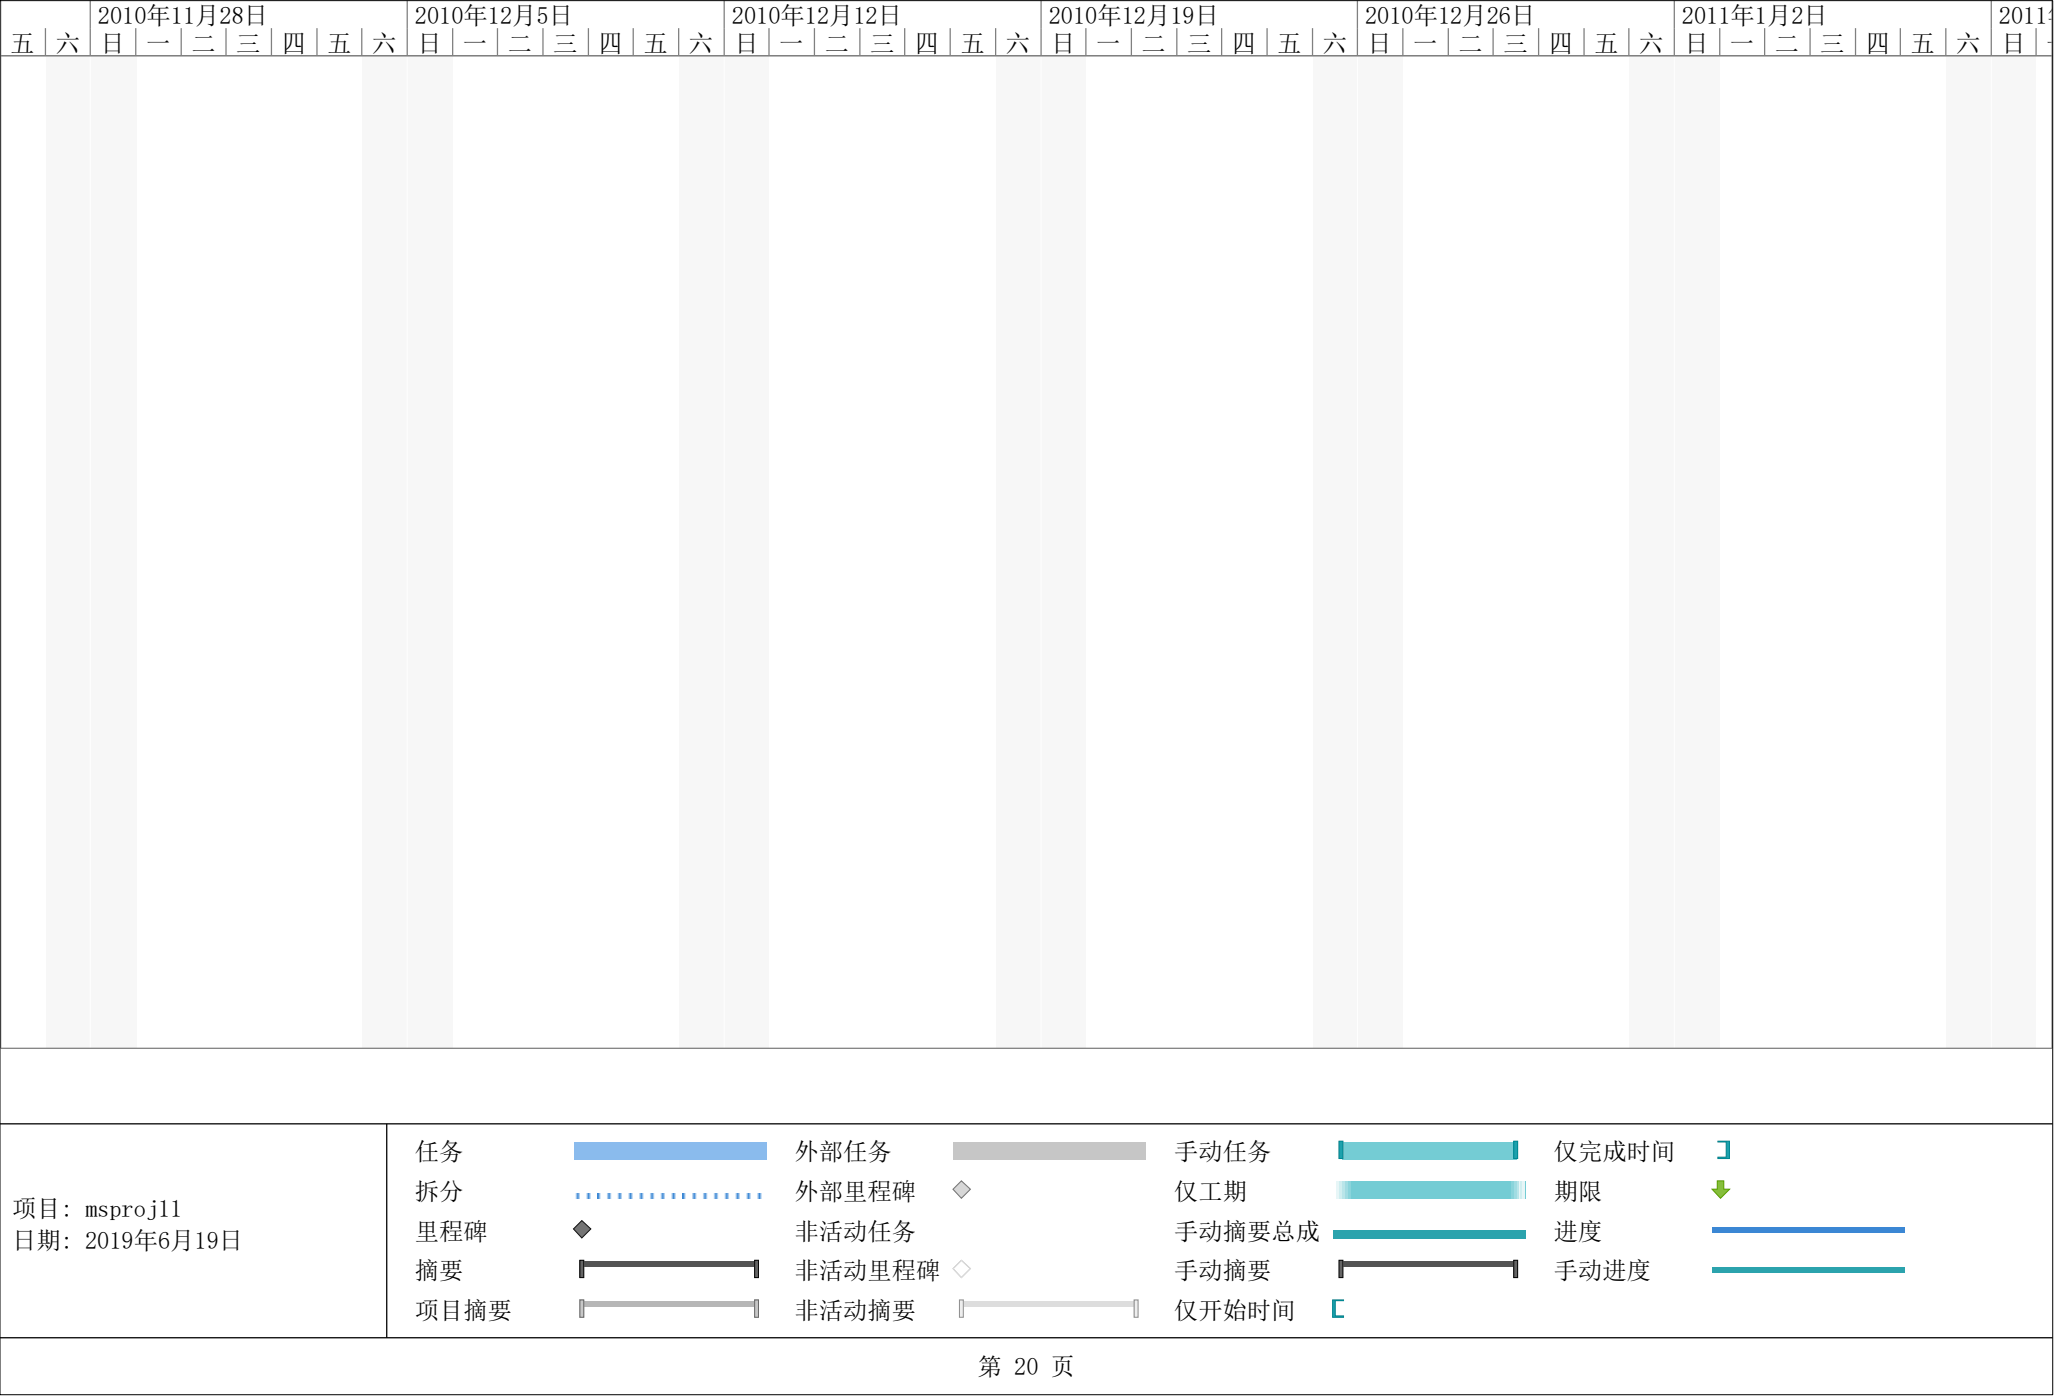 2010年11月28日 2010年12月5日 2010年12月12日 2010年12月19日 2010年12月26日 2011年1月2日 2011
五 六 日 一 二 三 四 五 六 日 一 二 三 四 五 六 日 一 二 三 四 五 六 日 一 二 三 四 五 六 日 一 二 三 四 五 六 日 一 二 三 四 五 六 日
项目: msproj11
日期: 2019年6月19日
任务 外部任务 手动任务 仅完成时间
拆分 外部里程碑 仅工期 期限
里程碑 非活动任务 手动摘要总成 进度
摘要 非活动里程碑 手动摘要 手动进度
项目摘要 非活动摘要 仅开始时间
第 20 页